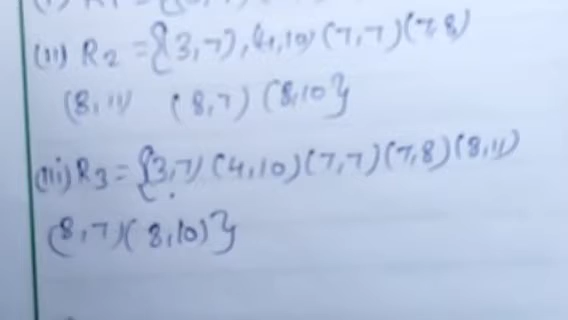 (ii) R2 = {3,7), (4,10) (7,7) (7,8)
(8,11) (8,7) (8,10}
(iii) R3 = {3,7) (4,10) (7,7) (7,8) (8,11)
(8,7) (8,10)}